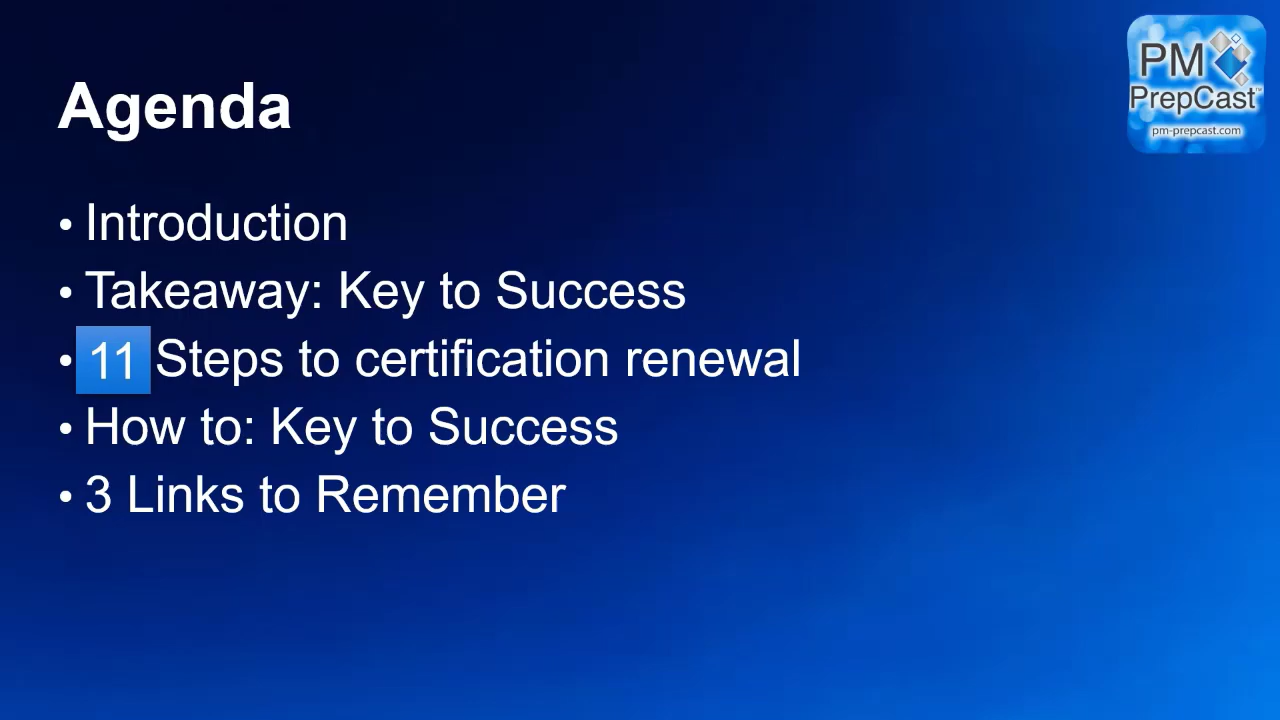 PM
PrepCast™
pm-prepcast.com
Agenda
• Introduction
• Takeaway: Key to Success
• 11 Steps to certification renewal
• How to: Key to Success
• 3 Links to Remember